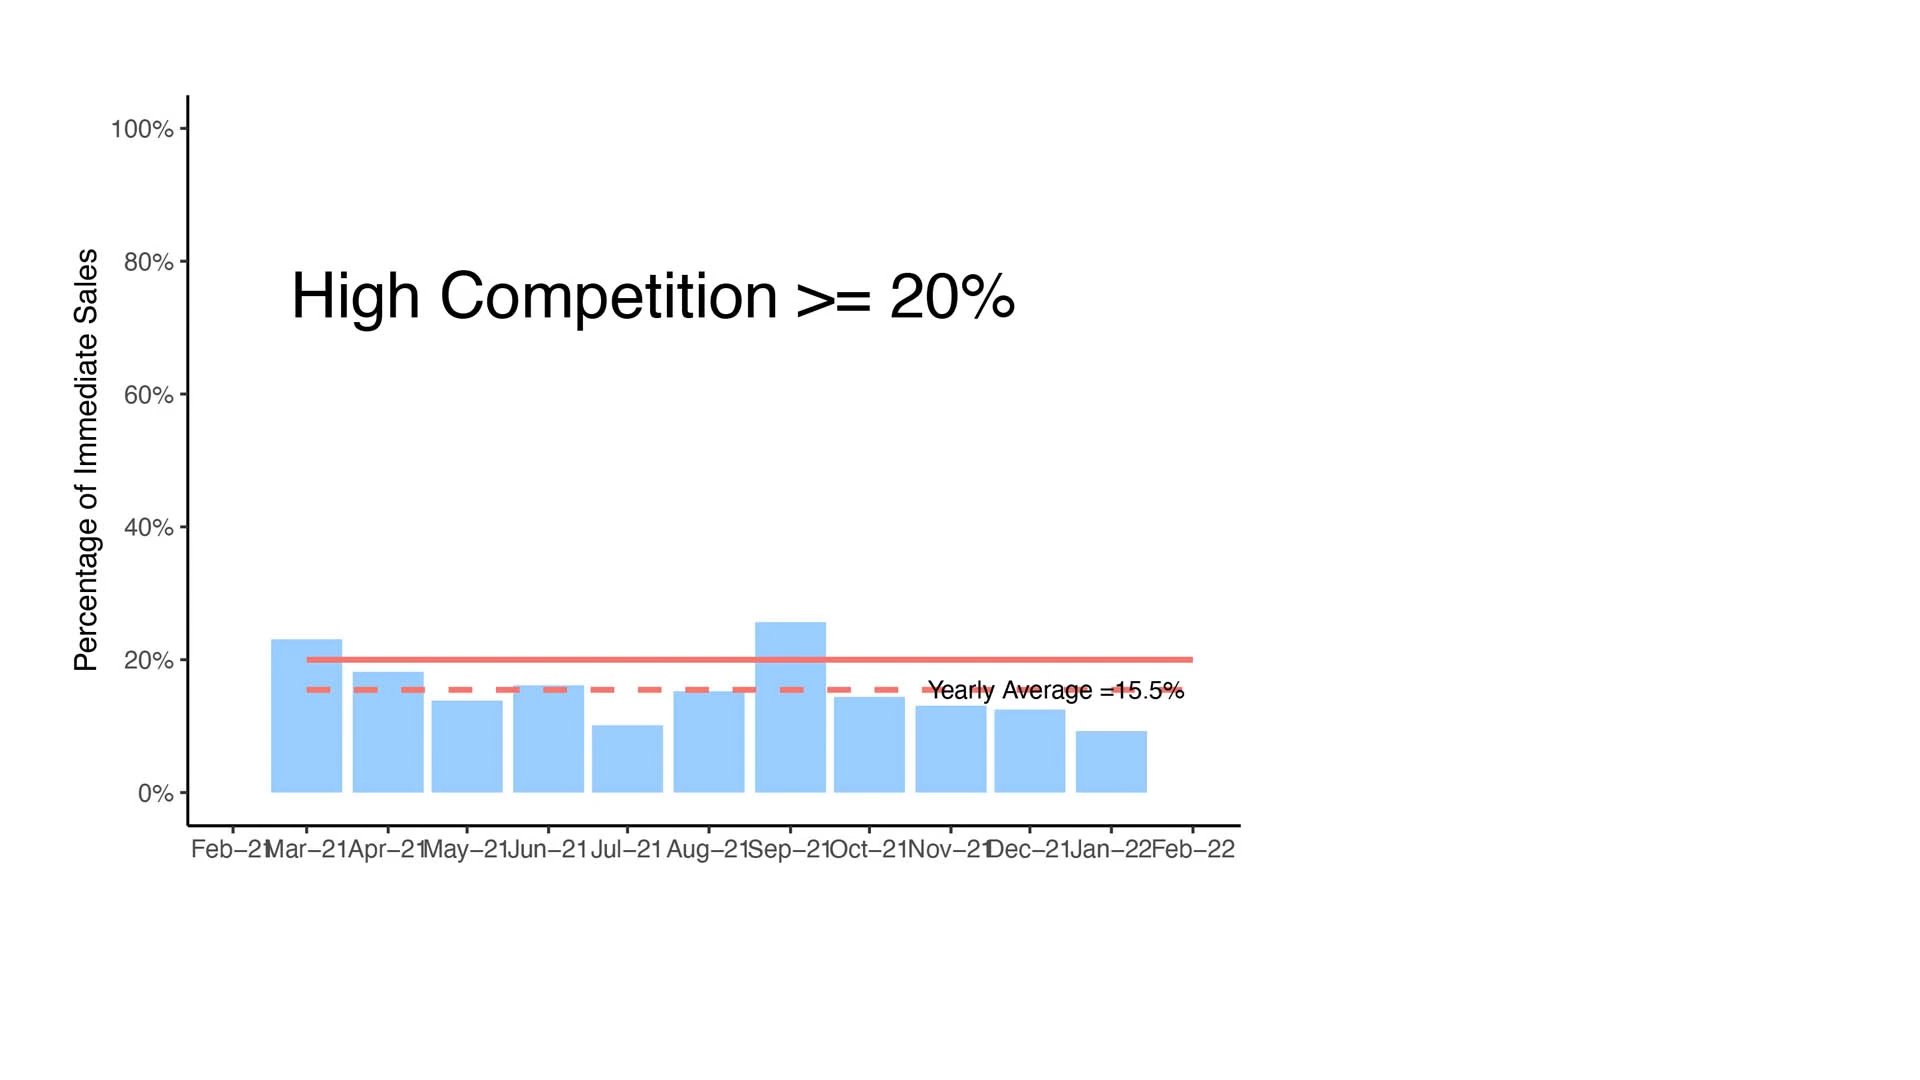 100%
80%
60%
40%
20%
0%
Percentage of Immediate Sales
High Competition >= 20%
Yearly Average =15.5%
Feb–21 Mar–21 Apr–21 May–21 Jun–21 Jul–21 Aug–21 Sep–21 Oct–21 Nov–21 Dec–21 Jan–22 Feb–22